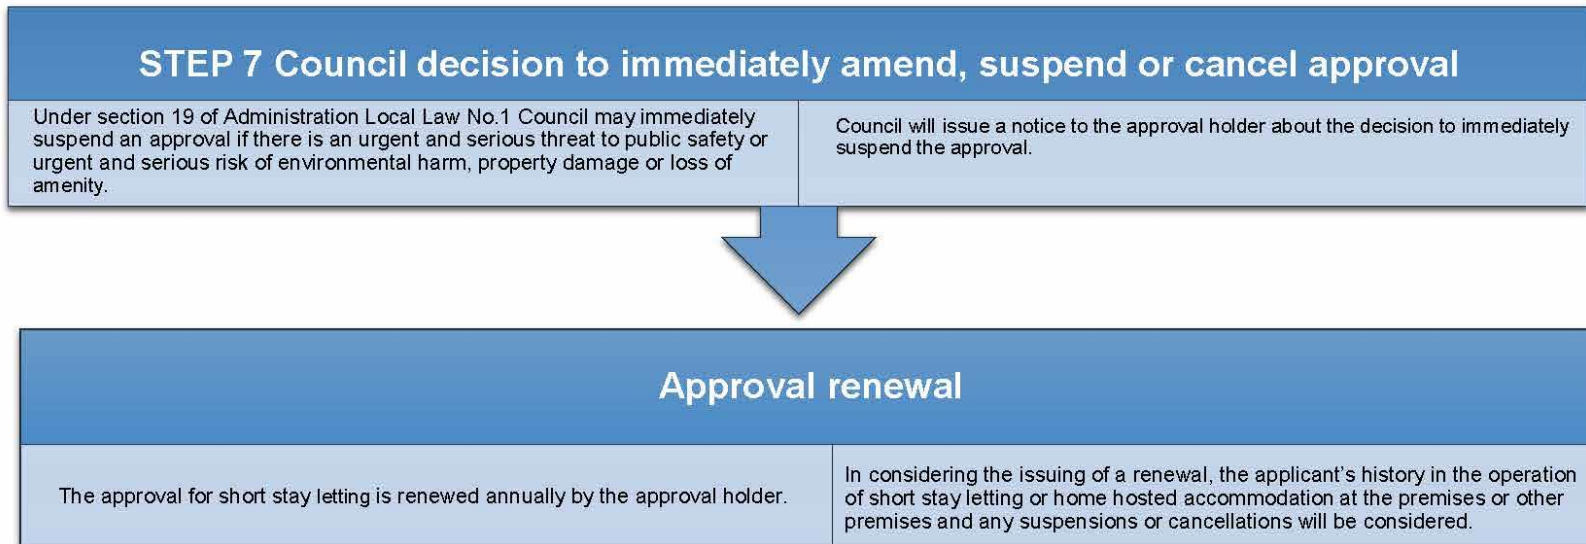 STEP 7 Council decision to immediately amend, suspend or cancel approval
Under section 19 of Administration Local Law No.1 Council may immediately
suspend an approval if there is an urgent and serious threat to public safety or
urgent and serious risk of environmental harm, property damage or loss of
amenity.
Council will issue a notice to the approval holder about the decision to immediately
suspend the approval.
Approval renewal
The approval for short stay letting is renewed annually by the approval holder.
In considering the issuing of a renewal, the applicant's history in the operation
of short stay letting or home hosted accommodation at the premises or other
premises and any suspensions or cancellations will be considered.